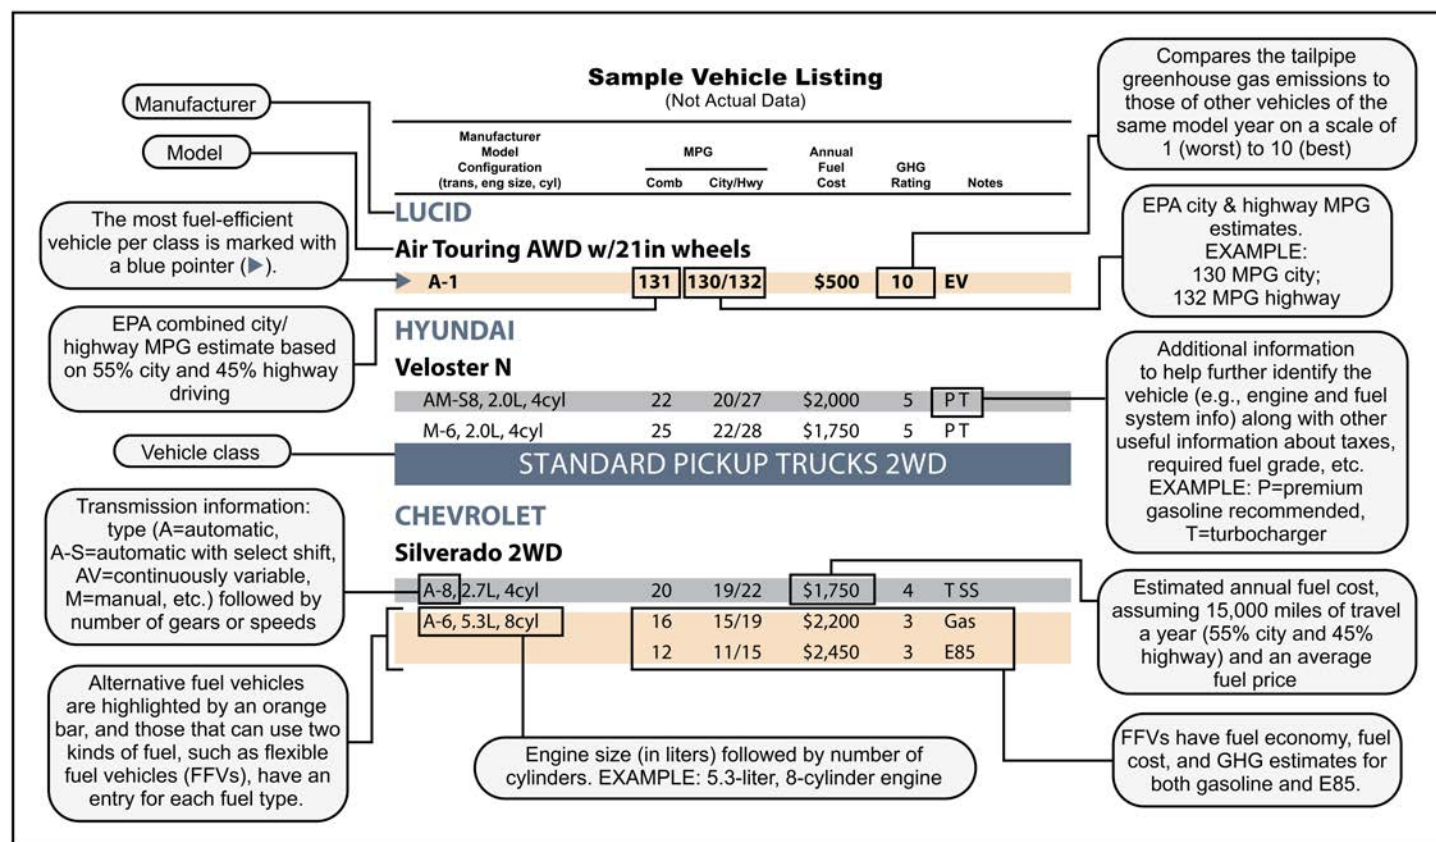 Sample Vehicle Listing
(Not Actual Data)
Manufacturer
Model
Configuration
(trans, eng size, cyl)
MPG
Comb City/Hwy
Annual
Fuel
Cost
GHG
Rating
Notes
LUCID
Air Touring AWD w/21in wheels
▶ A-1 131 130/132 $500 10 EV
HYUNDAI
Veloster N
AM-S8, 2.0L, 4cyl 22 20/27 $2,000 5 P T
M-6, 2.0L, 4cyl 25 22/28 $1,750 5 P T
STANDARD PICKUP TRUCKS 2WD
CHEVROLET
Silverado 2WD
A-8, 2.7L, 4cyl 20 19/22 $1,750 4 T SS
A-6, 5.3L, 8cyl 16 15/19 $2,200 3 Gas
12 11/15 $2,450 3 E85
Manufacturer
Model
The most fuel-efficient
vehicle per class is marked with
a blue pointer (▶).
EPA combined city/
highway MPG estimate based
on 55% city and 45% highway
driving
Vehicle class
Transmission information:
type (A=automatic,
A-S=automatic with select shift,
AV=continuously variable,
M=manual, etc.) followed by
number of gears or speeds
Alternative fuel vehicles
are highlighted by an orange
bar, and those that can use two
kinds of fuel, such as flexible
fuel vehicles (FFVs), have an
entry for each fuel type.
Engine size (in liters) followed by number of
cylinders. EXAMPLE: 5.3-liter, 8-cylinder engine
Compares the tailpipe
greenhouse gas emissions to
those of other vehicles of the
same model year on a scale of
1 (worst) to 10 (best)
EPA city & highway MPG
estimates.
EXAMPLE:
130 MPG city;
132 MPG highway
Additional information
to help further identify the
vehicle (e.g., engine and fuel
system info) along with other
useful information about taxes,
required fuel grade, etc.
EXAMPLE: P=premium
gasoline recommended,
T=turbocharger
Estimated annual fuel cost,
assuming 15,000 miles of travel
a year (55% city and 45%
highway) and an average
fuel price
FFVs have fuel economy, fuel
cost, and GHG estimates for
both gasoline and E85.